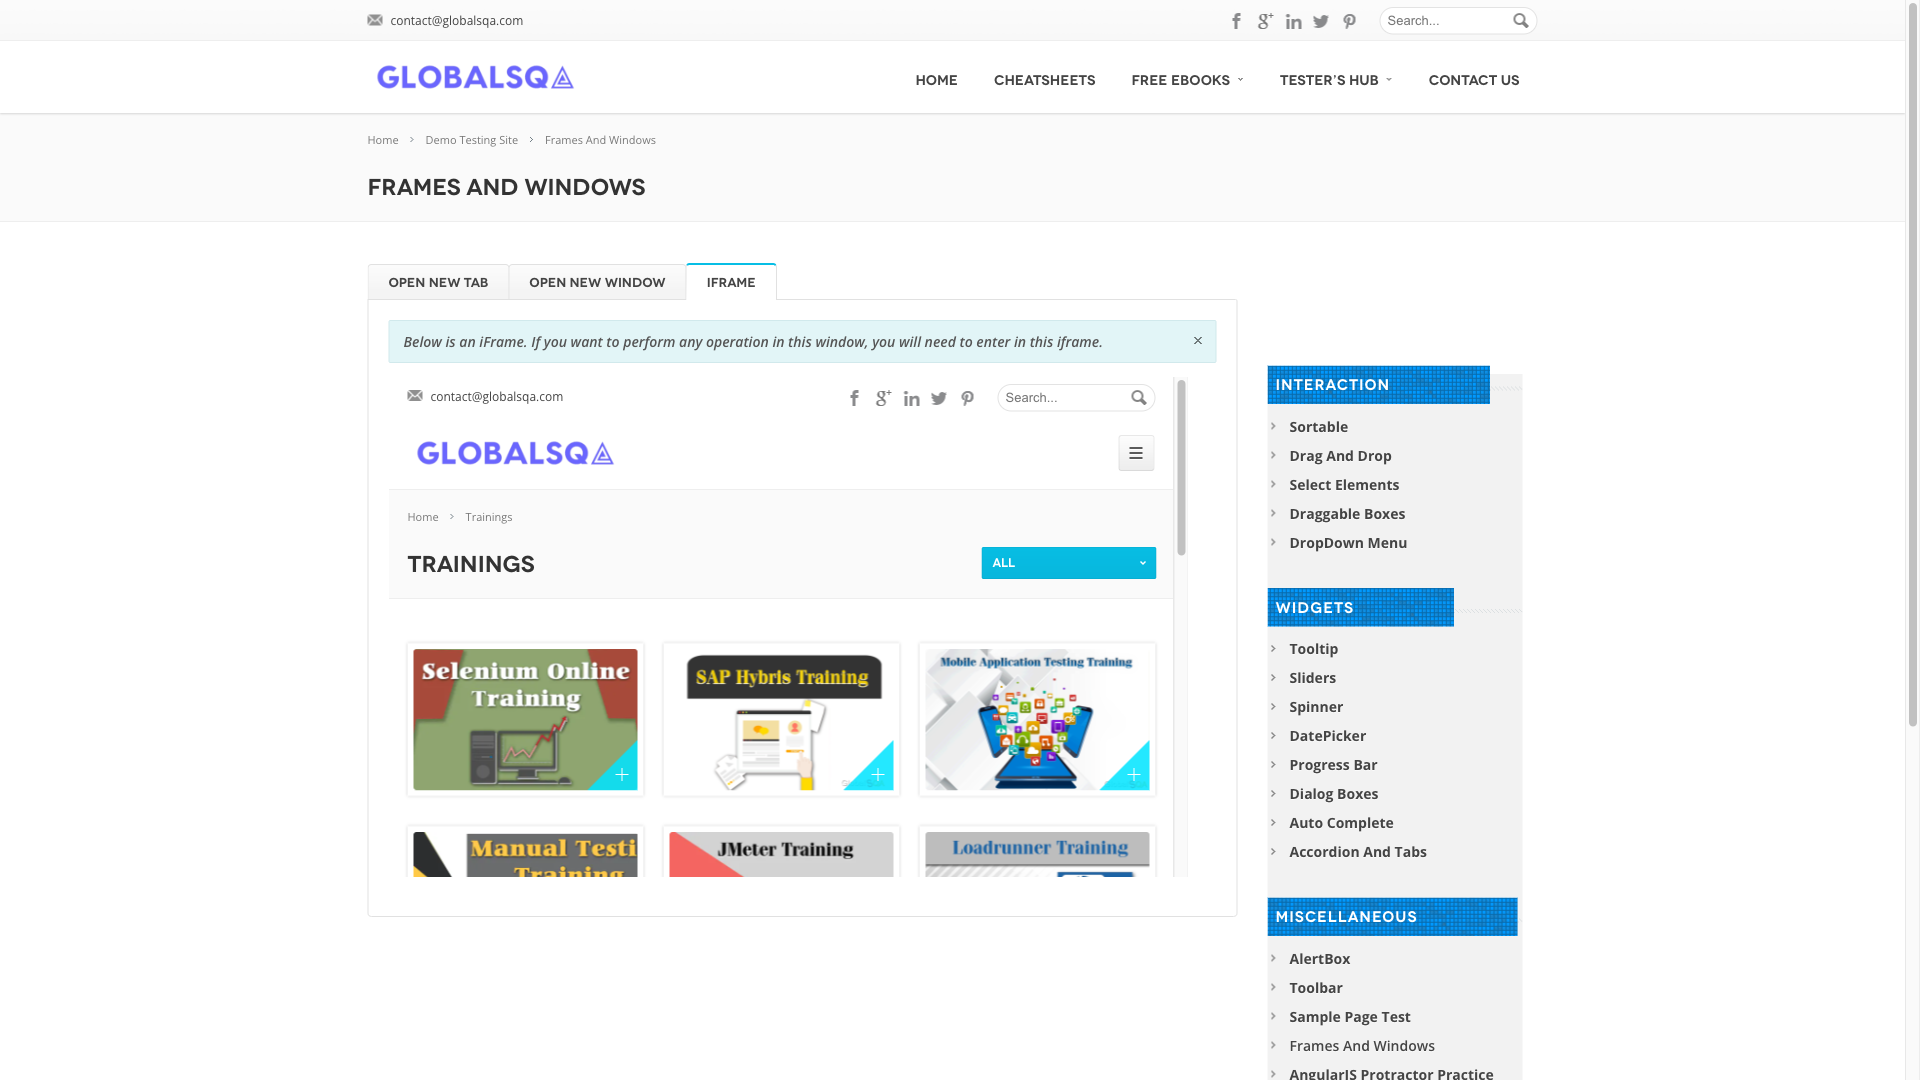 contact@globalsqa.com
Search...
GLOBALSQA
HOME
CHEATSHEETS
FREE EBOOKS
TESTER'S HUB
CONTACT US
Home > Demo Testing Site > Frames And Windows
FRAMES AND WINDOWS
OPEN NEW TAB
OPEN NEW WINDOW
IFRAME
Below is an iFrame. If you want to perform any operation in this window, you will need to enter in this iframe.
×
contact@globalsqa.com
Search...
GLOBALSQA
Home > Trainings
TRAININGS
ALL
Selenium Online
Training
SAP Hybris Training
Mobile Application Testing Training
Manual Testi
Training
JMeter Training
Loadrunner Training
INTERACTION
Sortable
Drag And Drop
Select Elements
Draggable Boxes
DropDown Menu
WIDGETS
Tooltip
Sliders
Spinner
DatePicker
Progress Bar
Dialog Boxes
Auto Complete
Accordion And Tabs
MISCELLANEOUS
AlertBox
Toolbar
Sample Page Test
Frames And Windows
AngularJS Protractor Practice